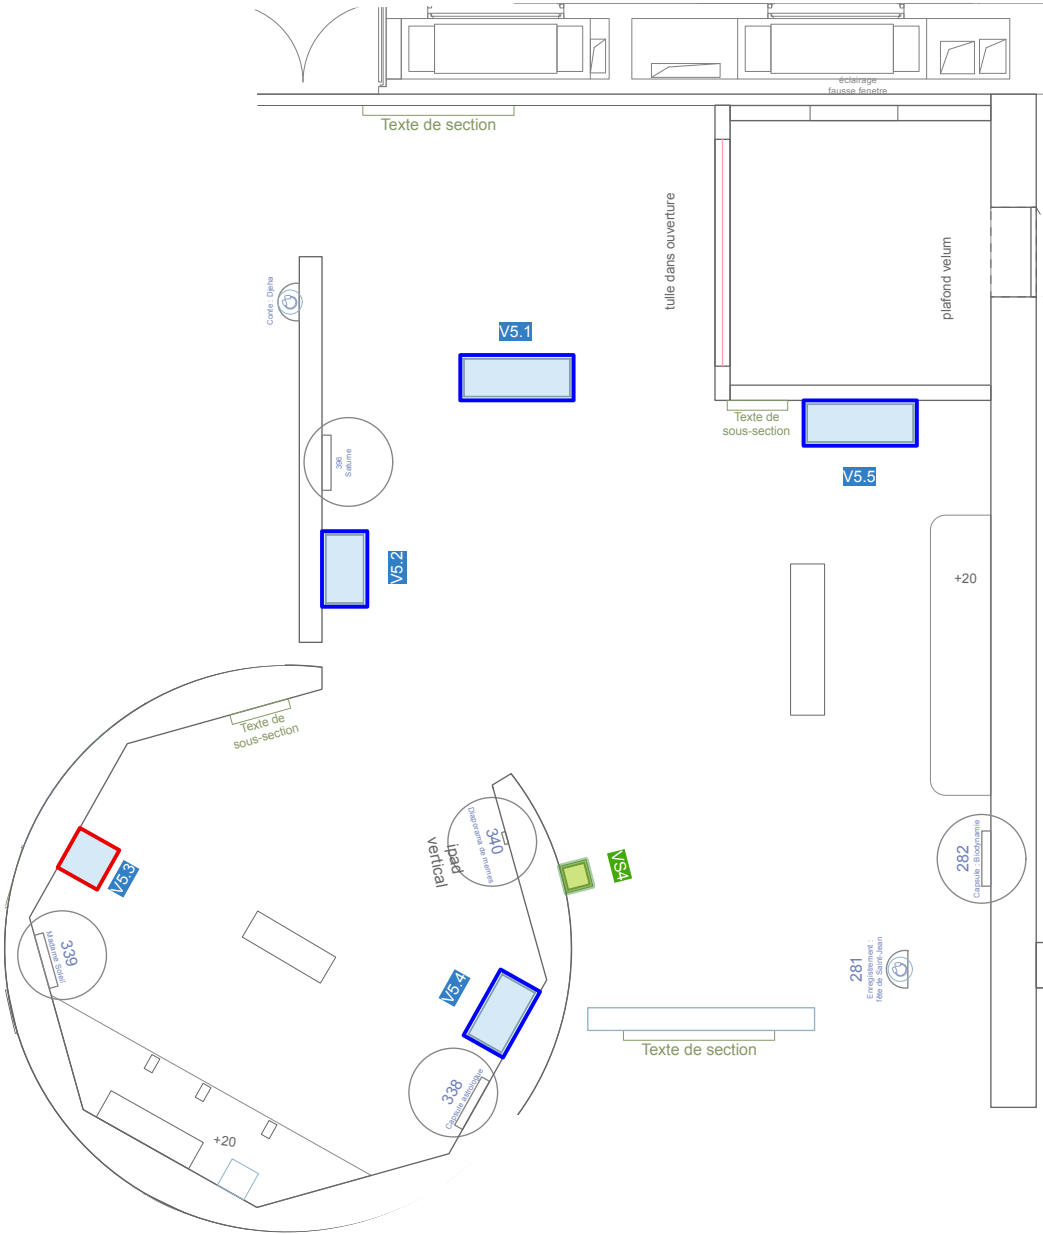 éclairage
fausse fenetre
Texte de section
tulle dans ouverture
plafond velum
Conte : Djeha
V5.1
Texte de
sous-section
V5.5
396
Saturne
V5.2
+20
Texte de
sous-section
V5.3
340
Diaporama de memes
ipad
vertical
VS4
282
Capsule : Biodynamie
339
Madame Soleil
281
Enregistrement :
fête de Saint-Jean
V5.4
Texte de section
338
Capsule astrologue
+20